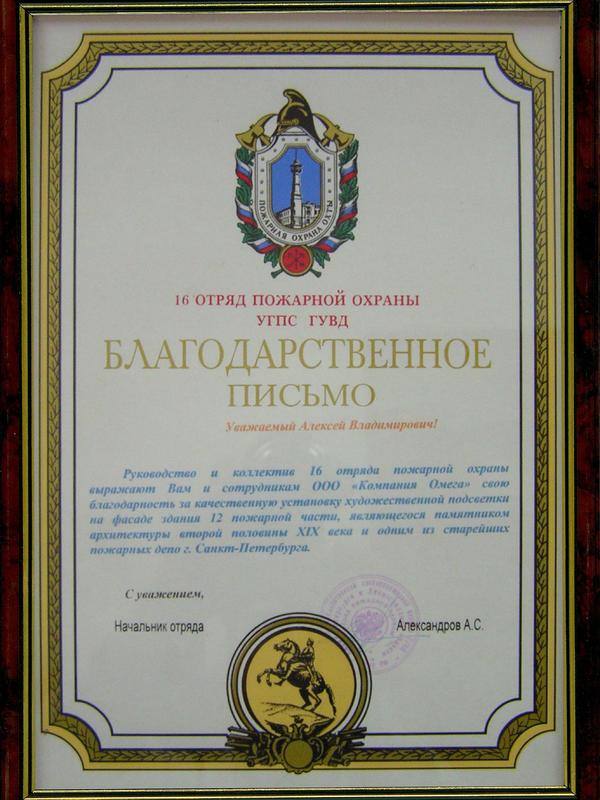 ПОЖАРНАЯ ОХРАНА ОХТЫ
16 ОТРЯД ПОЖАРНОЙ ОХРАНЫ
УГПС ГУВД
БЛАГОДАРСТВЕННОЕ
ПИСЬМО
Уважаемый Алексей Владимирович!
Руководство и коллектив 16 отряда пожарной охраны
выражают Вам и сотрудникам ООО «Компания Омега» свою
благодарность за качественную установку художественной подсветки
на фасаде здания 12 пожарной части, являющегося памятником
архитектуры второй половины XIX века и одним из старейших
пожарных депо г. Санкт-Петербурга.
С уважением,
Начальник отряда
Александров А.С.